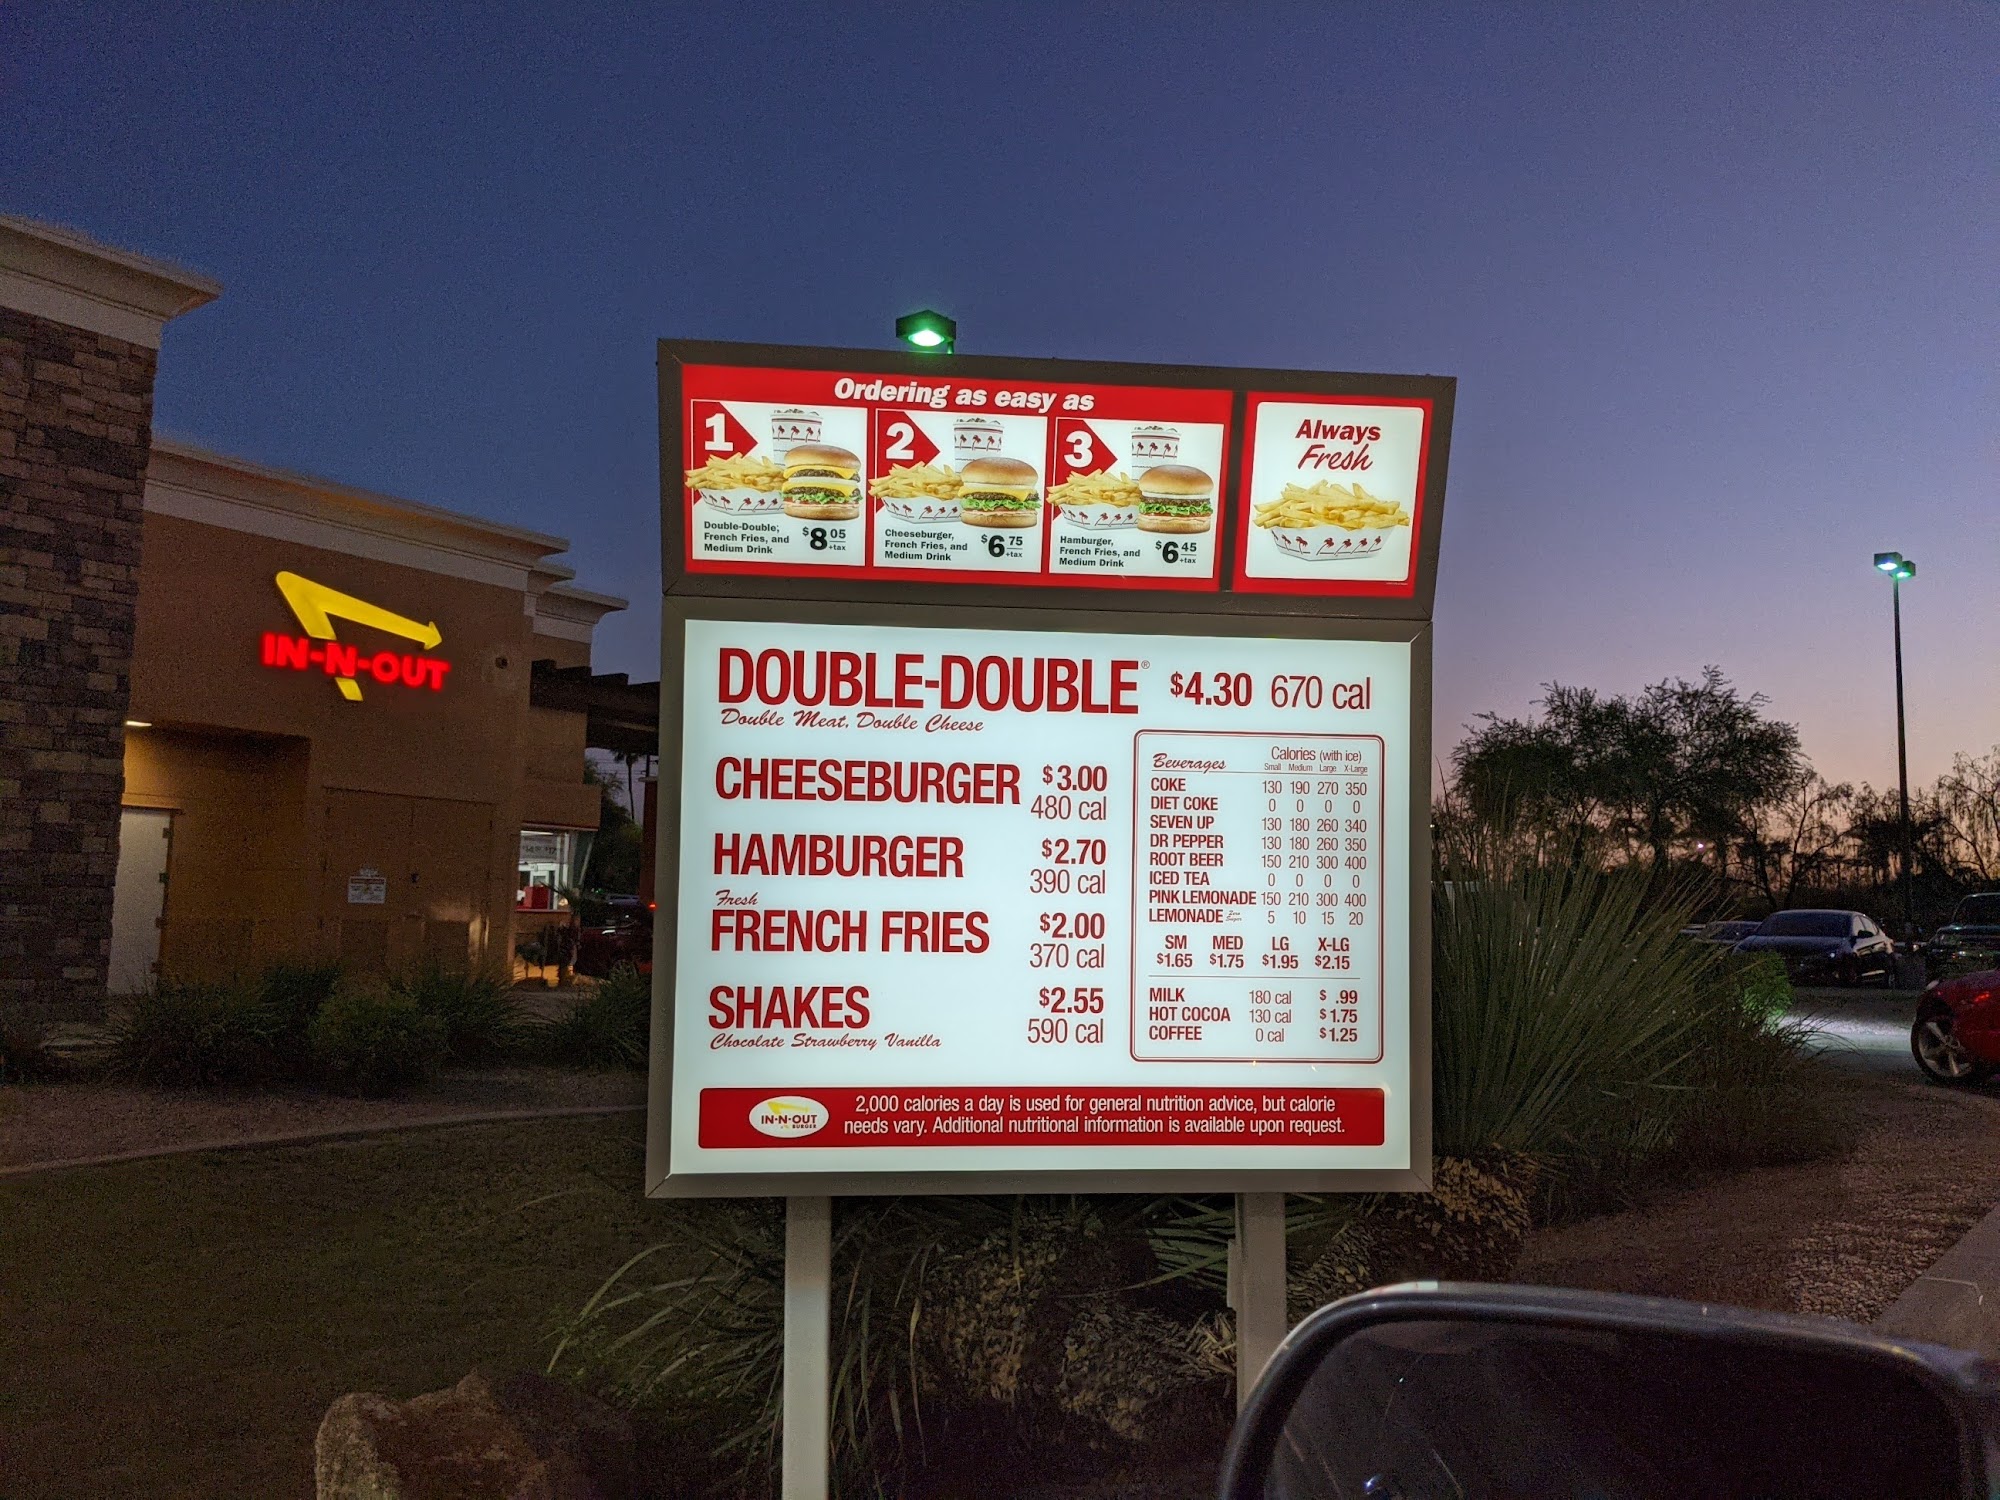 IN-N-OUT
Ordering as easy as
1
Double-Double,
French Fries, and
Medium Drink
$8 05
+tax
2
Cheeseburger,
French Fries, and
Medium Drink
$6 75
+tax
3
Hamburger,
French Fries, and
Medium Drink
$6 45
+tax
Always
Fresh
DOUBLE-DOUBLE® $4.30 670 cal
Double Meat, Double Cheese
CHEESEBURGER $3.00
480 cal
HAMBURGER $2.70
390 cal
Fresh
FRENCH FRIES $2.00
370 cal
SHAKES $2.55
Chocolate Strawberry Vanilla 590 cal
Beverages Calories (with ice)
Small Medium Large X-Large
COKE 130 190 270 350
DIET COKE 0 0 0 0
SEVEN UP 130 180 260 340
DR PEPPER 130 180 260 350
ROOT BEER 150 210 300 400
ICED TEA 0 0 0 0
PINK LEMONADE 150 210 300 400
LEMONADE Zero Sugar 5 10 15 20
SM MED LG X-LG
$1.65 $1.75 $1.95 $2.15
MILK 180 cal $ .99
HOT COCOA 130 cal $1.75
COFFEE 0 cal $1.25
IN-N-OUT
BURGER
2,000 calories a day is used for general nutrition advice, but calorie
needs vary. Additional nutritional information is available upon request.